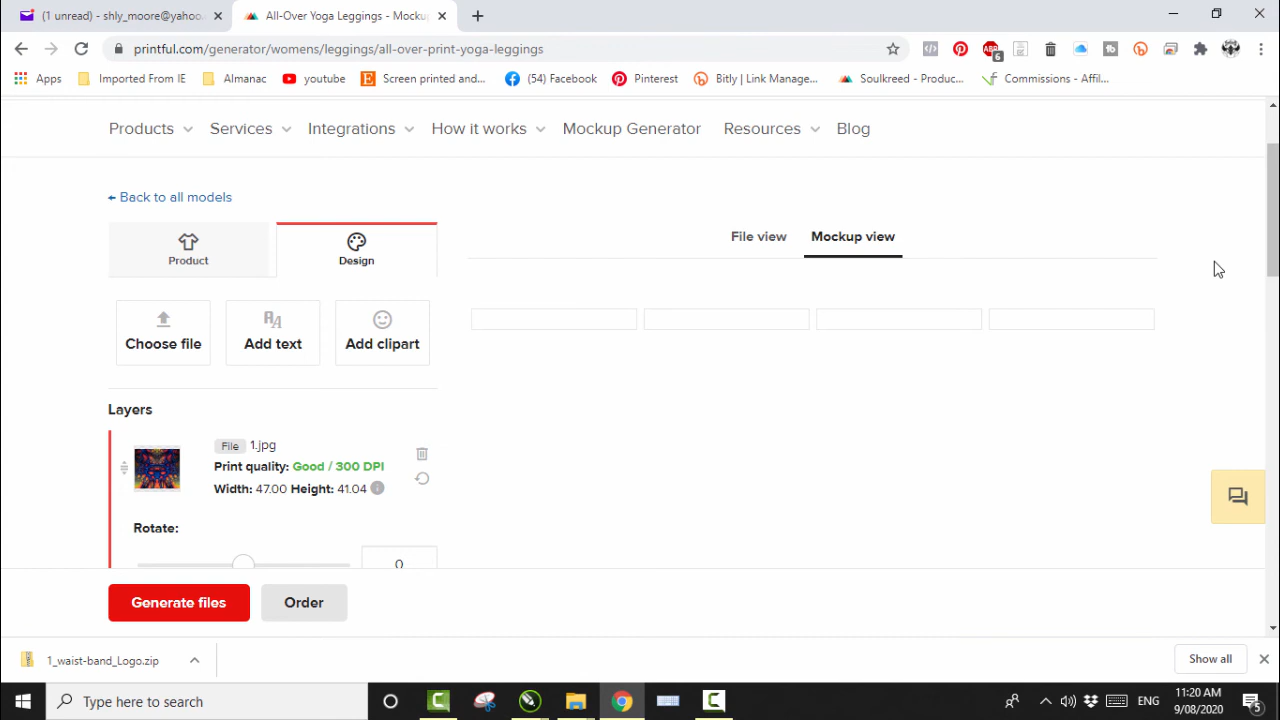 (1 unread) - shly_moore@yahoo.
All-Over Yoga Leggings - Mockup
printful.com/generator/womens/leggings/all-over-print-yoga-leggings
6
Apps
Imported From IE
Almanac
youtube
Screen printed and...
(54) Facebook
Pinterest
Bitly | Link Manage...
Soulkreed - Produc...
Commissions - Affil...
Products
Services
Integrations
How it works
Mockup Generator
Resources
Blog
Back to all models
Product
Design
File view
Mockup view
Choose file
Add text
Add clipart
Layers
File 1.jpg
Print quality: Good / 300 DPI
Width: 47.00 Height: 41.04
Rotate:
0
Generate files
Order
1_waist-band_Logo.zip
Show all
Type here to search
ENG
11:20 AM
9/08/2020
5